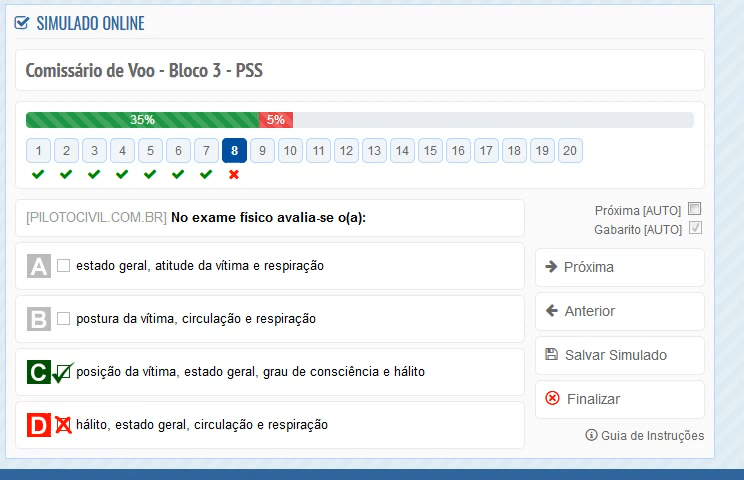 SIMULADO ONLINE
Comissário de Voo - Bloco 3 - PSS
35% 5%
1 2 3 4 5 6 7 8 9 10 11 12 13 14 15 16 17 18 19 20
[PILOTOCIVIL.COM.BR] No exame físico avalia-se o(a):
A estado geral, atitude da vítima e respiração
B postura da vítima, circulação e respiração
C posição da vítima, estado geral, grau de consciência e hálito
D hálito, estado geral, circulação e respiração
Próxima [AUTO]
Gabarito [AUTO]
Próxima
Anterior
Salvar Simulado
Finalizar
Guia de Instruções